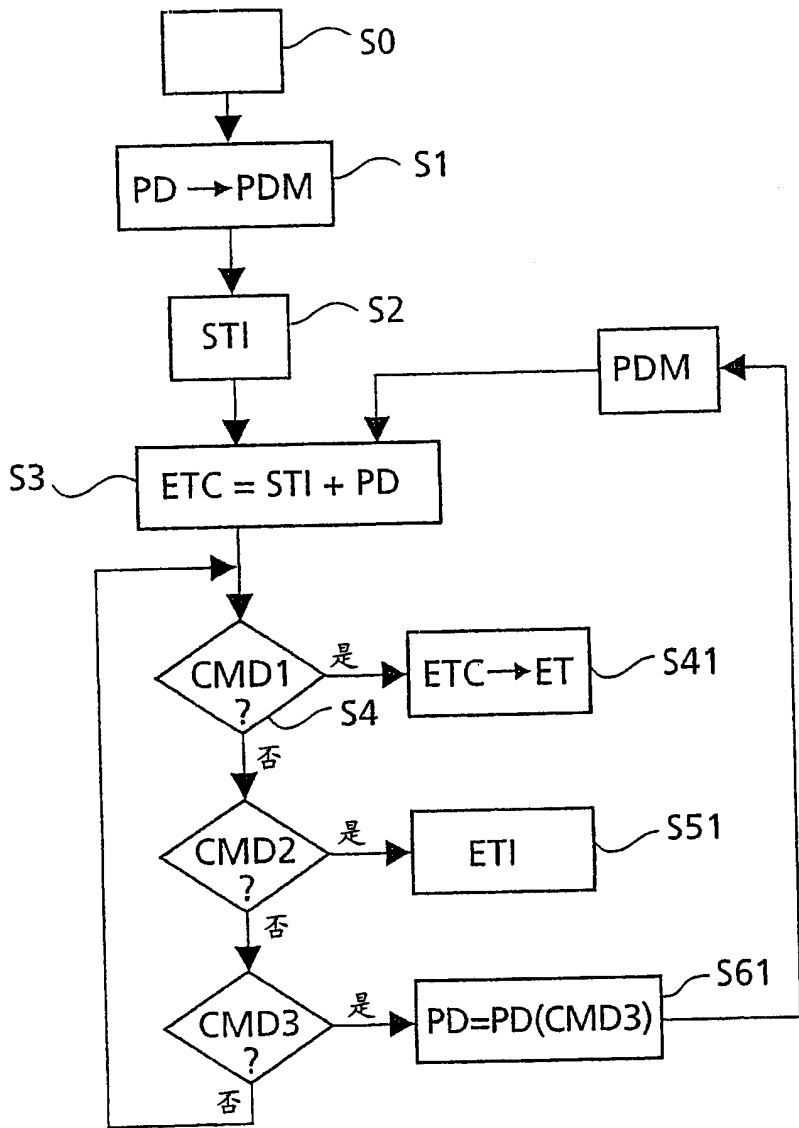 S0
PD → PDM
S1
STI
S2
PDM
S3
ETC = STI + PD
CMD1
?
是
ETC → ET
S41
S4
否
CMD2
?
是
ETI
S51
否
CMD3
?
是
PD=PD(CMD3)
S61
否